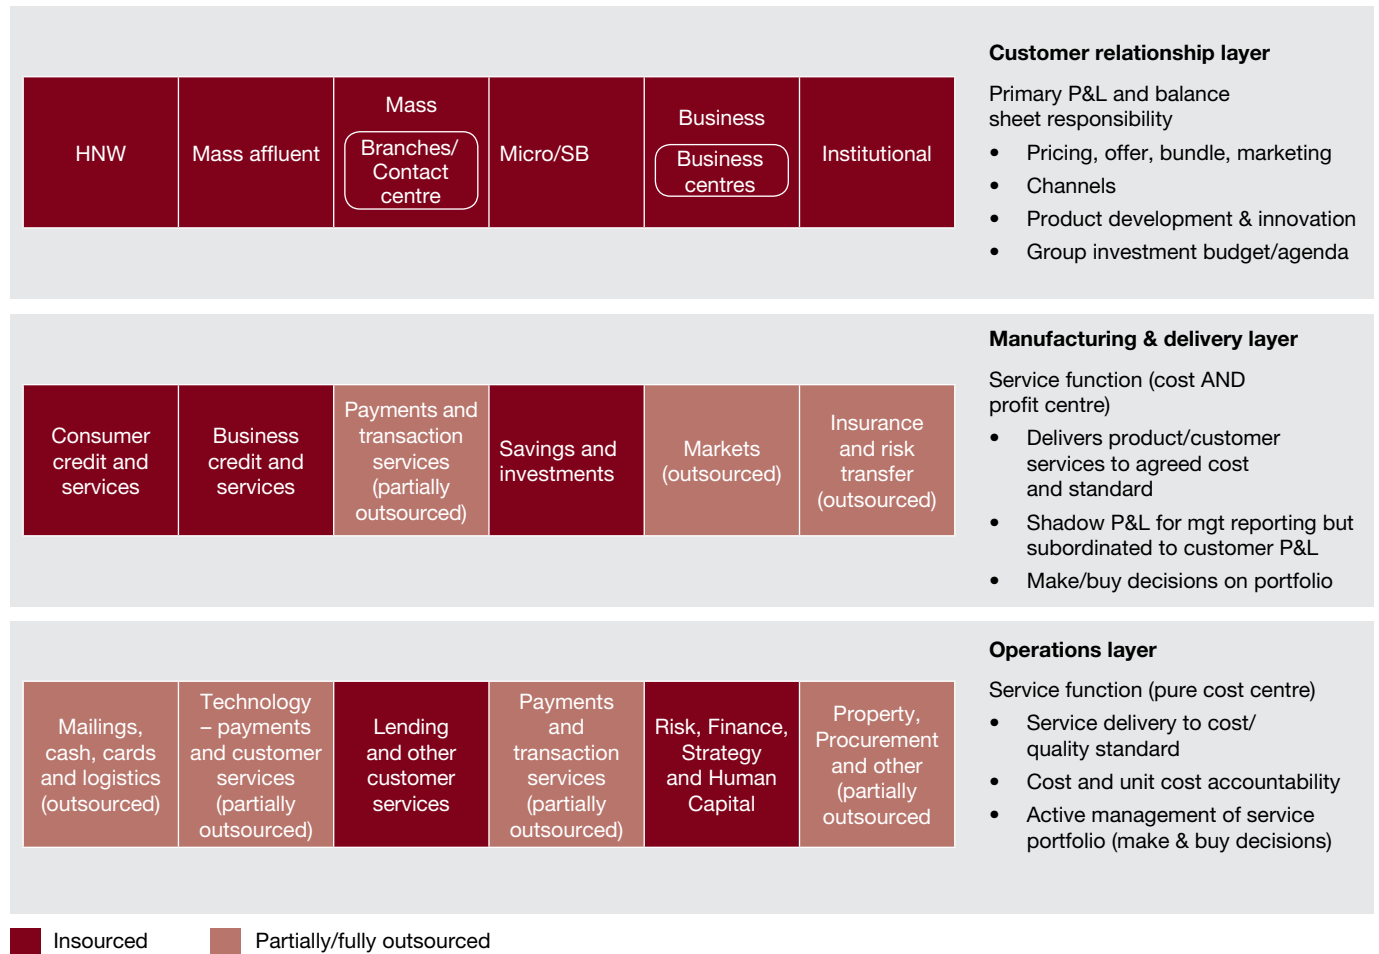 Customer relationship layer
Primary P&L and balance
sheet responsibility
• Pricing, offer, bundle, marketing
• Channels
• Product development & innovation
• Group investment budget/agenda
HNW
Mass affluent
Mass
Branches/
Contact
centre
Micro/SB
Business
Business
centres
Institutional
Manufacturing & delivery layer
Service function (cost AND
profit centre)
• Delivers product/customer
services to agreed cost
and standard
• Shadow P&L for mgt reporting but
subordinated to customer P&L
• Make/buy decisions on portfolio
Consumer
credit and
services
Business
credit and
services
Payments and
transaction
services
(partially
outsourced)
Savings and
investments
Markets
(outsourced)
Insurance
and risk
transfer
(outsourced)
Operations layer
Service function (pure cost centre)
• Service delivery to cost/
quality standard
• Cost and unit cost accountability
• Active management of service
portfolio (make & buy decisions)
Mailings,
cash, cards
and logistics
(outsourced)
Technology
– payments
and customer
services
(partially
outsourced)
Lending
and other
customer
services
Payments
and
transaction
services
(partially
outsourced)
Risk, Finance,
Strategy
and Human
Capital
Property,
Procurement
and other
(partially
outsourced
Insourced
Partially/fully outsourced